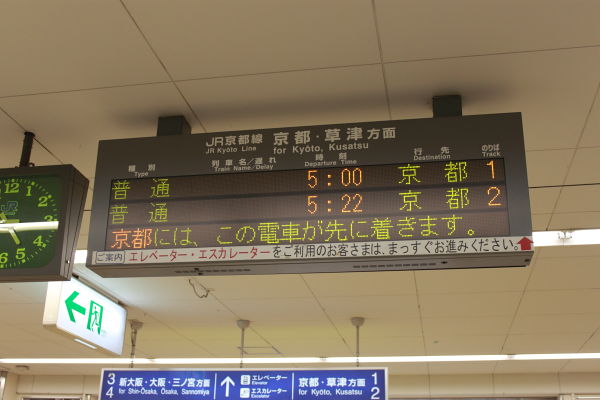 JR京都線 京都・草津方面
JR Kyōto Line for Kyōto, Kusatsu
種別 列車名/遅れ 時刻 行先 のりば
Type Train Name/Delay Departure Time Destination Track
普通 5:00 京都 1
普通 5:22 京都 2
京都には、この電車が先に着きます。
ご案内 エレベーター・エスカレーターをご利用のお客さまは、まっすぐお進みください。
12
JR
3 新大阪・大阪・三ノ宮方面
4 for Shin-Ōsaka, Ōsaka, Sannomiya
エレベーター
Elevator
エスカレーター
Escalator
京都・草津方面 1
for Kyōto, Kusatsu 2